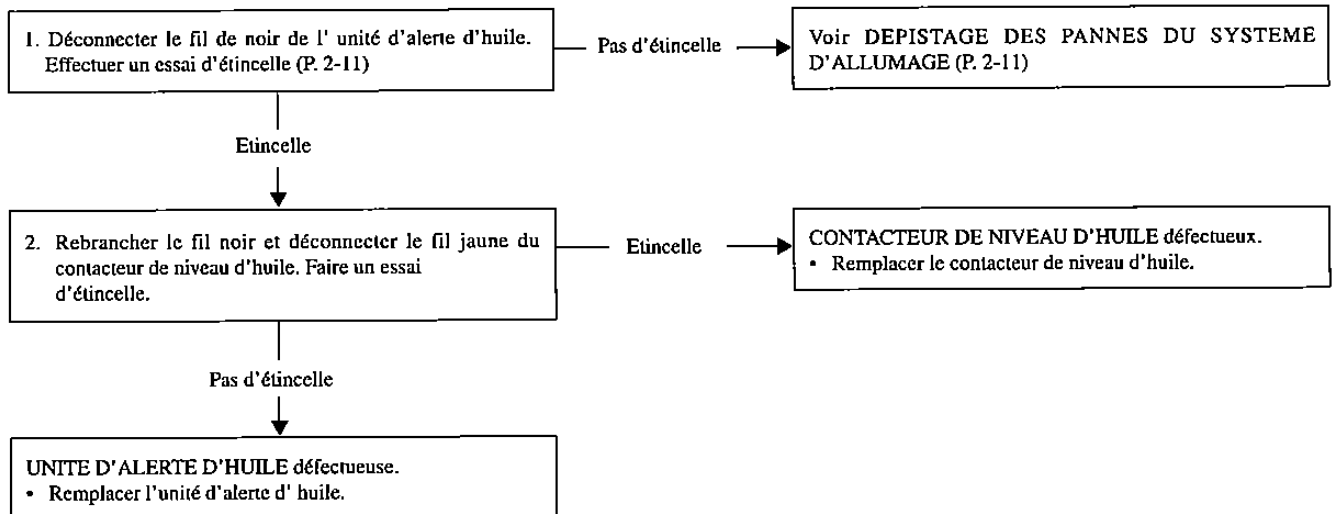 1. Déconnecter le fil de noir de l' unité d'alerte d'huile.
Effectuer un essai d'étincelle (P. 2-11)
Pas d'étincelle
Voir DEPISTAGE DES PANNES DU SYSTEME
D'ALLUMAGE (P. 2-11)
Etincelle
2. Rebrancher le fil noir et déconnecter le fil jaune du
contacteur de niveau d'huile. Faire un essai
d'étincelle.
Etincelle
CONTACTEUR DE NIVEAU D'HUILE défectueux.
• Remplacer le contacteur de niveau d'huile.
Pas d'étincelle
UNITE D'ALERTE D'HUILE défectueuse.
• Remplacer l'unité d'alerte d' huile.